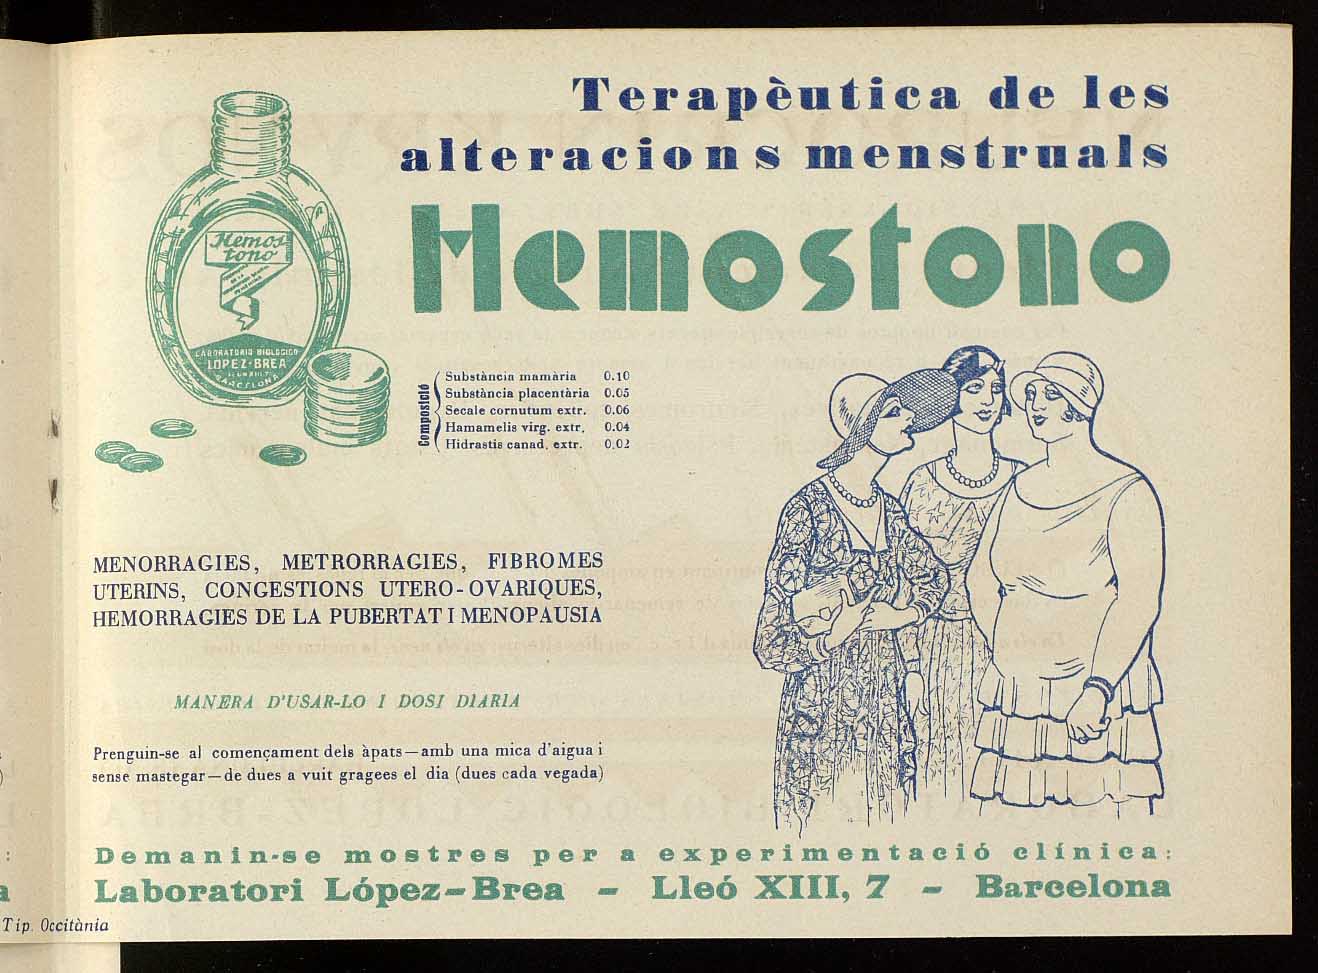 Terapèutica de les
alteracions menstruals
Hemostono
Hemos
tono
LABORATORIO BIOLOGICO
LOPEZ-BREA
BARCELONA
Composició
Substància mamària 0.10
Substància placentària 0.05
Secale cornutum extr. 0.06
Hamamelis virg. extr. 0.04
Hidrastis canad. extr. 0.02
MENORRAGIES, METRORRAGIES, FIBROMES
UTERINS, CONGESTIONS UTERO-OVARIQUES,
HEMORRAGIES DE LA PUBERTAT I MENOPAUSIA
MANERA D'USAR-LO I DOSI DIARIA
Prenguin-se al començament dels àpats—amb una mica d'aigua i
sense mastegar—de dues a vuit gragees el dia (dues cada vegada)
Demanin-se mostres per a experimentació clínica:
Laboratori López-Brea - Lleó XIII, 7 - Barcelona
Tip. Occitània